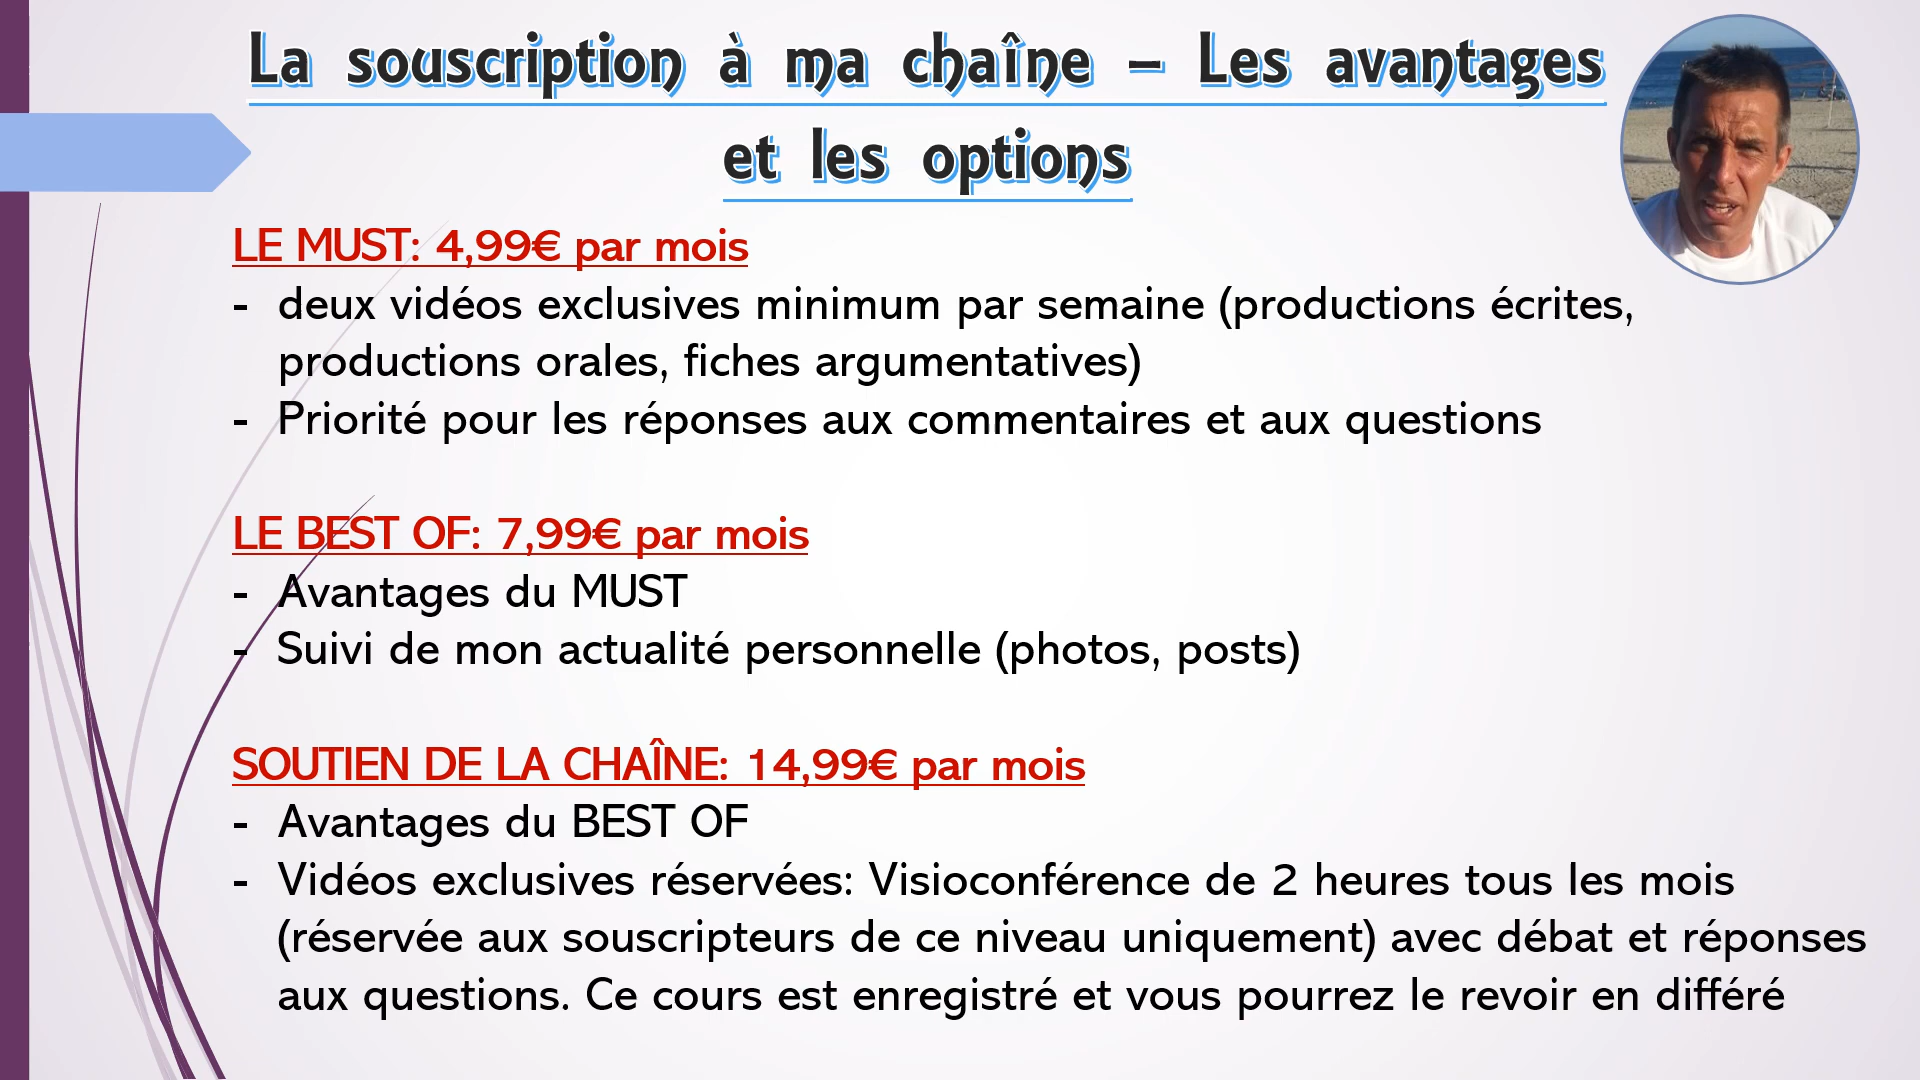 La souscription à ma chaîne – Les avantages
et les options
LE MUST: 4,99€ par mois
- deux vidéos exclusives minimum par semaine (productions écrites,
productions orales, fiches argumentatives)
- Priorité pour les réponses aux commentaires et aux questions
LE BEST OF: 7,99€ par mois
- Avantages du MUST
- Suivi de mon actualité personnelle (photos, posts)
SOUTIEN DE LA CHAÎNE: 14,99€ par mois
- Avantages du BEST OF
- Vidéos exclusives réservées: Visioconférence de 2 heures tous les mois
(réservée aux souscripteurs de ce niveau uniquement) avec débat et réponses
aux questions. Ce cours est enregistré et vous pourrez le revoir en différé